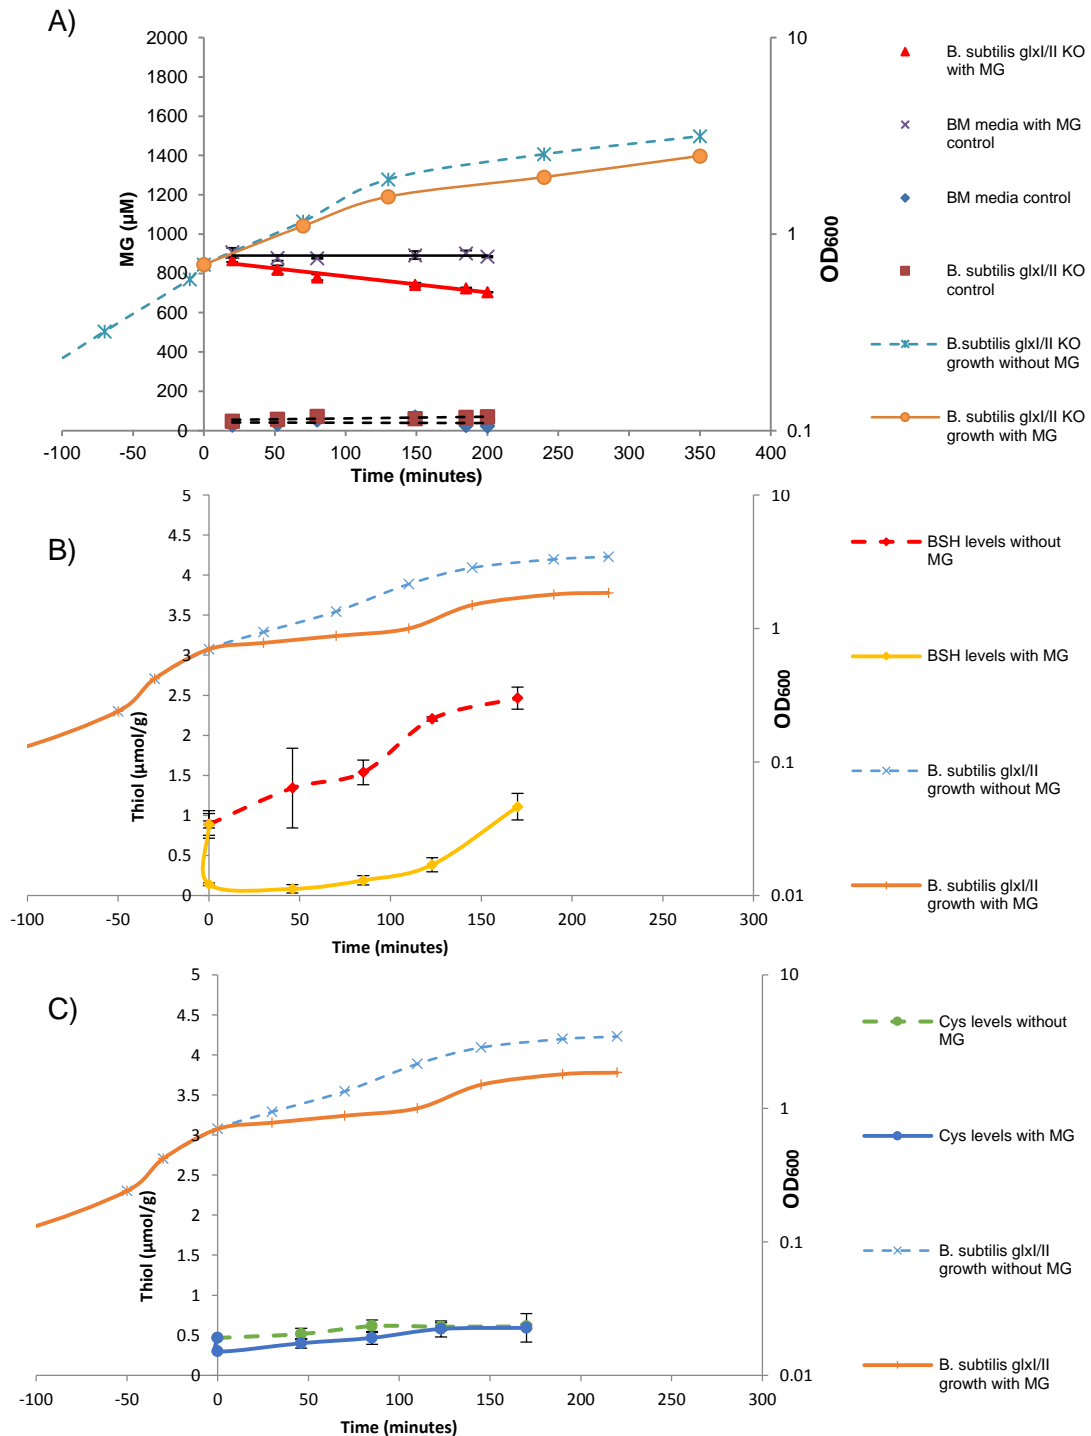 A)
2000
1800
1600
1400
1200
1000
800
600
400
200
0
MG (µM)
10
1
0.1
OD600
-100
-50
0
50
100
150
200
250
300
350
400
Time (minutes)
B. subtilis glxI/II KO
with MG
BM media with MG
control
BM media control
B. subtilis glxI/II KO
control
B.subtilis glxI/II KO
growth without MG
B. subtilis glxI/II KO
growth with MG
B)
5
4.5
4
3.5
3
2.5
2
1.5
1
0.5
0
Thiol (µmol/g)
10
1
0.1
0.01
OD600
-100
-50
0
50
100
150
200
250
300
Time (minutes)
BSH levels without
MG
BSH levels with MG
B. subtilis glxI/II
growth without MG
B. subtilis glxI/II
growth with MG
C)
5
4.5
4
3.5
3
2.5
2
1.5
1
0.5
0
Thiol (µmol/g)
10
1
0.1
0.01
OD600
-100
-50
0
50
100
150
200
250
300
Time (minutes)
Cys levels without
MG
Cys levels with MG
B. subtilis glxI/II
growth without MG
B. subtilis glxI/II
growth with MG